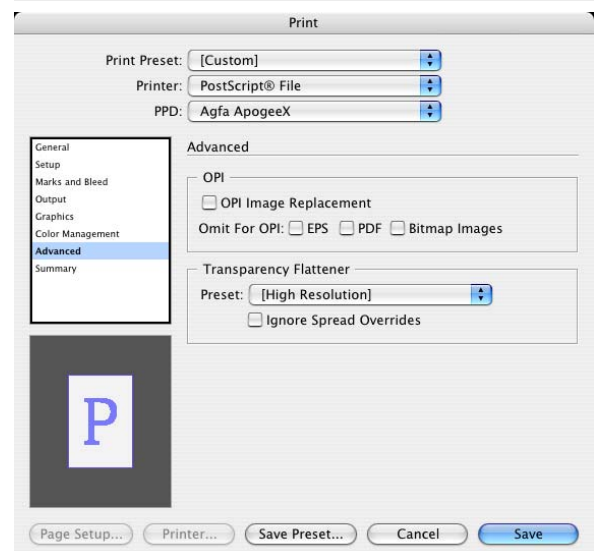 Print
Print Preset: [Custom]
Printer: PostScript® File
PPD: Agfa ApogeeX
General
Setup
Marks and Bleed
Output
Graphics
Color Management
Advanced
Summary
Advanced
OPI
OPI Image Replacement
Omit For OPI: EPS PDF Bitmap Images
Transparency Flattener
Preset: [High Resolution]
Ignore Spread Overrides
P
Page Setup... Printer... Save Preset... Cancel Save